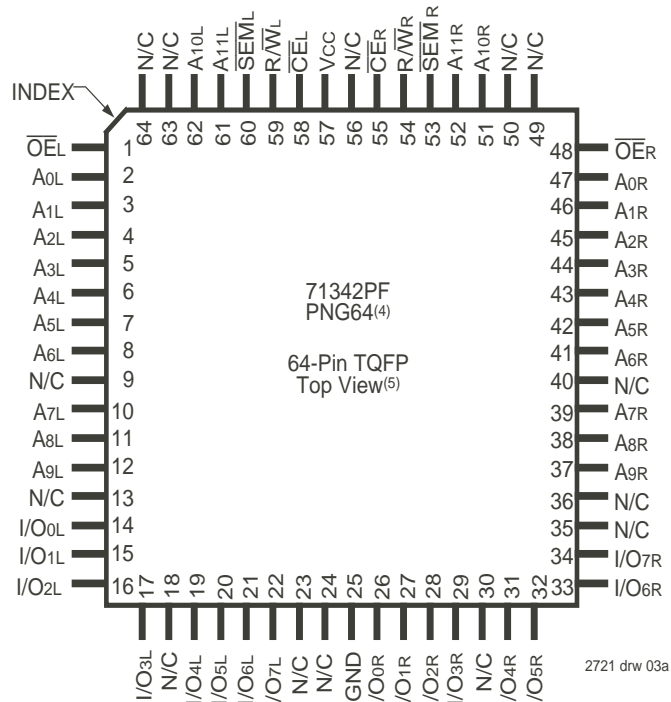 N/C
N/C
A10L
A11L
SEML
R/WL
CEL
VCC
N/C
CER
R/WR
SEMR
A11R
A10R
N/C
N/C
INDEX
64
63
62
61
60
59
58
57
56
55
54
53
52
51
50
49
OEL 1
A0L 2
A1L 3
A2L 4
A3L 5
A4L 6
A5L 7
A6L 8
N/C 9
A7L 10
A8L 11
A9L 12
N/C 13
I/O0L 14
I/O1L 15
I/O2L 16
71342PF
PNG64(4)
64-Pin TQFP
Top View(5)
48 OER
47 A0R
46 A1R
45 A2R
44 A3R
43 A4R
42 A5R
41 A6R
40 N/C
39 A7R
38 A8R
37 A9R
36 N/C
35 N/C
34 I/O7R
33 I/O6R
17
18
19
20
21
22
23
24
25
26
27
28
29
30
31
32
I/O3L
N/C
I/O4L
I/O5L
I/O6L
I/O7L
N/C
N/C
GND
I/O0R
I/O1R
I/O2R
I/O3R
N/C
I/O4R
I/O5R
2721 drw 03a